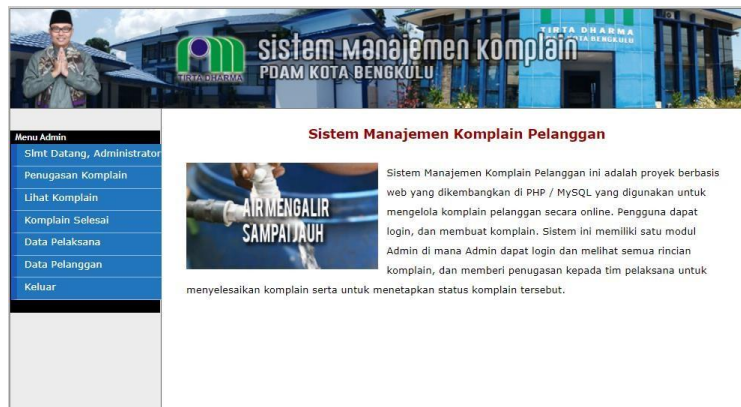 sistem Manajemen Komplain
PDAM KOTA BENGKULU
TIRTA DHARMA
TIRTA DHARMA
KOTA BENGKULU
Menu Admin
Slmt Datang, Administrator
Penugasan Komplain
Lihat Komplain
Komplain Selesai
Data Pelaksana
Data Pelanggan
Keluar
Sistem Manajemen Komplain Pelanggan
AIR MENGALIR
SAMPAI JAUH
Sistem Manajemen Komplain Pelanggan ini adalah proyek berbasis
web yang dikembangkan di PHP / MySQL yang digunakan untuk
mengelola komplain pelanggan secara online. Pengguna dapat
login, dan membuat komplain. Sistem ini memiliki satu modul
Admin di mana Admin dapat login dan melihat semua rincian
komplain, dan memberi penugasan kepada tim pelaksana untuk
menyelesaikan komplain serta untuk menetapkan status komplain tersebut.